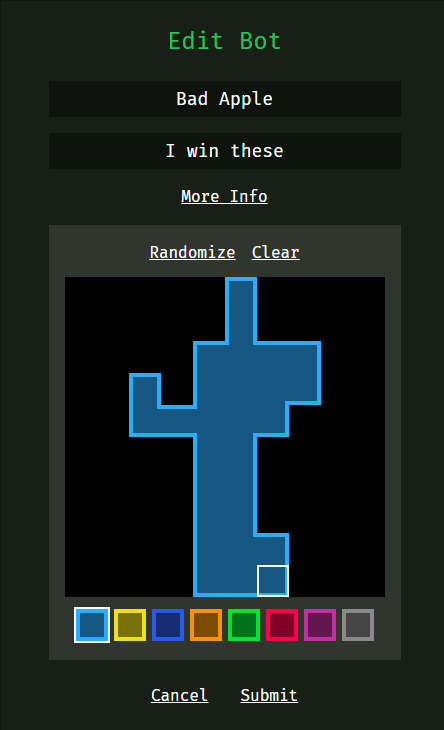 Edit Bot
Bad Apple
I win these
More Info
Randomize Clear
Cancel Submit